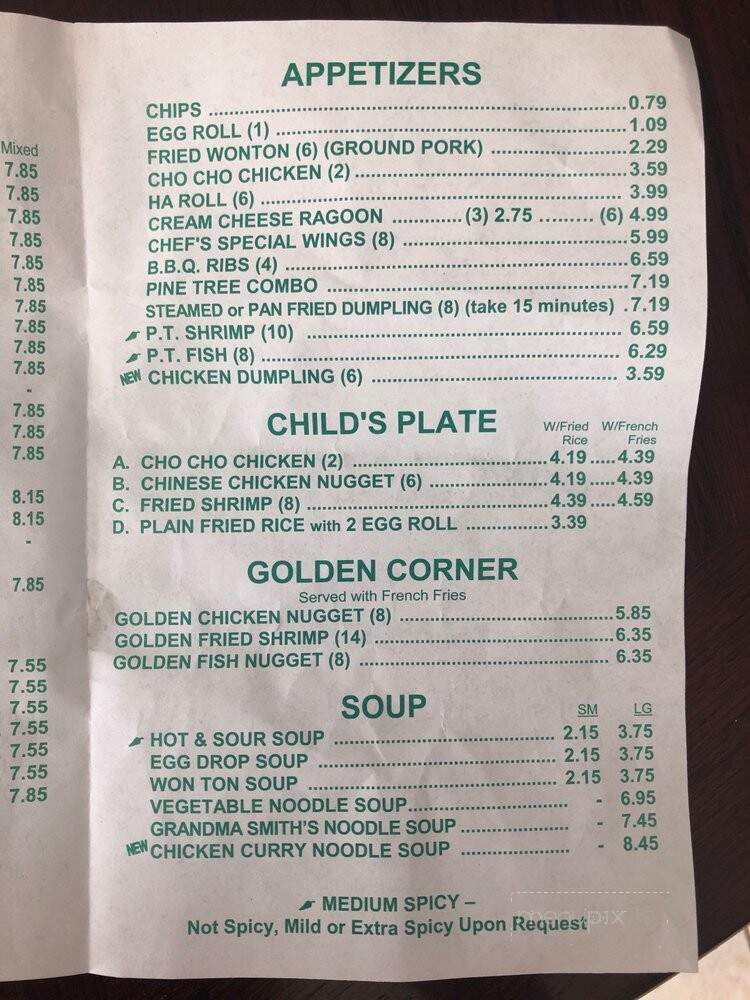 Mixed
7.85
7.85
7.85
7.85
7.85
7.85
7.85
7.85
7.85
7.85
-
7.85
7.85
7.85
8.15
8.15
-
7.85
7.55
7.55
7.55
7.55
7.55
7.55
7.85
APPETIZERS
CHIPS 0.79
EGG ROLL (1) 1.09
FRIED WONTON (6) (GROUND PORK) 2.29
CHO CHO CHICKEN (2) 3.59
HA ROLL (6) 3.99
CREAM CHEESE RAGOON (3) 2.75 (6) 4.99
CHEF'S SPECIAL WINGS (8) 5.99
B.B.Q. RIBS (4) 6.59
PINE TREE COMBO 7.19
STEAMED or PAN FRIED DUMPLING (8) (take 15 minutes) 7.19
P.T. SHRIMP (10) 6.59
P.T. FISH (8) 6.29
NEW CHICKEN DUMPLING (6) 3.59
CHILD'S PLATE
W/Fried W/French
Rice Fries
A. CHO CHO CHICKEN (2) 4.19 4.39
B. CHINESE CHICKEN NUGGET (6) 4.19 4.39
C. FRIED SHRIMP (8) 4.39 4.59
D. PLAIN FRIED RICE with 2 EGG ROLL 3.39
GOLDEN CORNER
Served with French Fries
GOLDEN CHICKEN NUGGET (8) 5.85
GOLDEN FRIED SHRIMP (14) 6.35
GOLDEN FISH NUGGET (8) 6.35
SOUP
SM LG
HOT & SOUR SOUP 2.15 3.75
EGG DROP SOUP 2.15 3.75
WON TON SOUP 2.15 3.75
VEGETABLE NOODLE SOUP - 6.95
GRANDMA SMITH'S NOODLE SOUP - 7.45
NEW CHICKEN CURRY NOODLE SOUP - 8.45
MEDIUM SPICY –
Not Spicy, Mild or Extra Spicy Upon Request
menupix